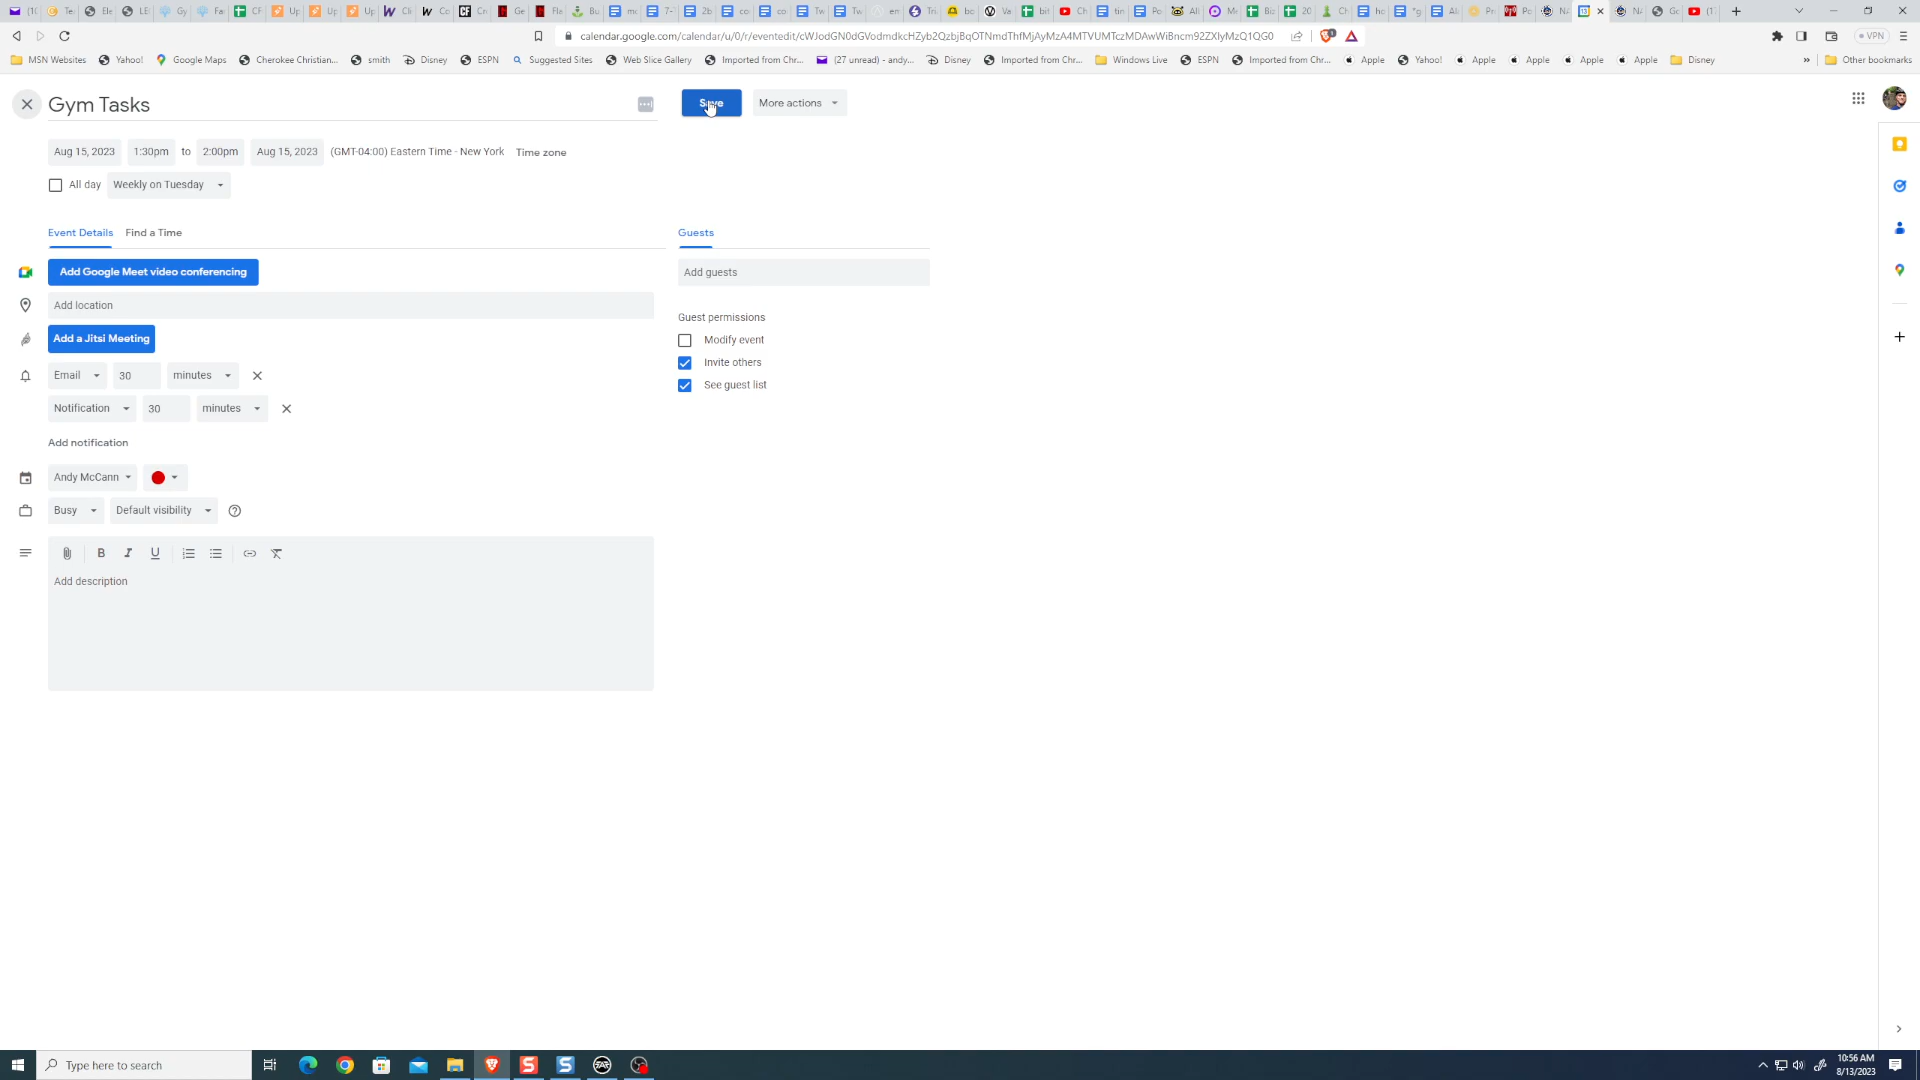 calendar.google.com/calendar/u/0/r/eventedit/cWJodGN0dGVodmdkcHZyb2QzbjBqOTNmdThfMjAyMzA4MTVUMTczMDAwWiBncm92ZXIyMzQ1QG0
VPN
MSN Websites Yahoo! Google Maps Cherokee Christian... smith Disney ESPN Suggested Sites Web Slice Gallery Imported from Chr... (27 unread) - andy... Disney Imported from Chr... Windows Live ESPN Imported from Chr... Apple Yahoo! Apple Apple Apple Apple Disney » Other bookmarks
Gym Tasks
Save
More actions
Aug 15, 2023 1:30pm to 2:00pm Aug 15, 2023 (GMT-04:00) Eastern Time - New York Time zone
All day Weekly on Tuesday
Event Details Find a Time
Guests
Add Google Meet video conferencing
Add guests
Add location
Guest permissions
Add a Jitsi Meeting
Modify event
Invite others
Email 30 minutes
See guest list
Notification 30 minutes
Add notification
Andy McCann
Busy Default visibility
B I U
Add description
Type here to search
10:56 AM
8/13/2023